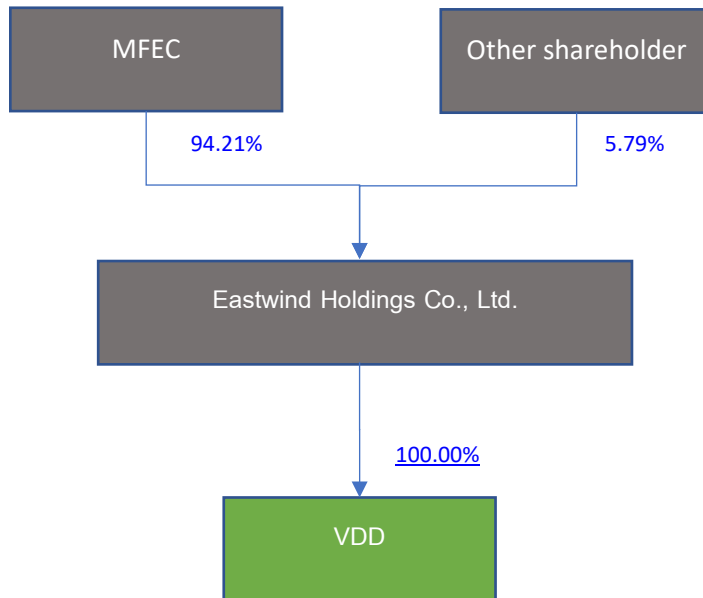 MFEC
Other shareholder
94.21%
5.79%
Eastwind Holdings Co., Ltd.
100.00%
VDD